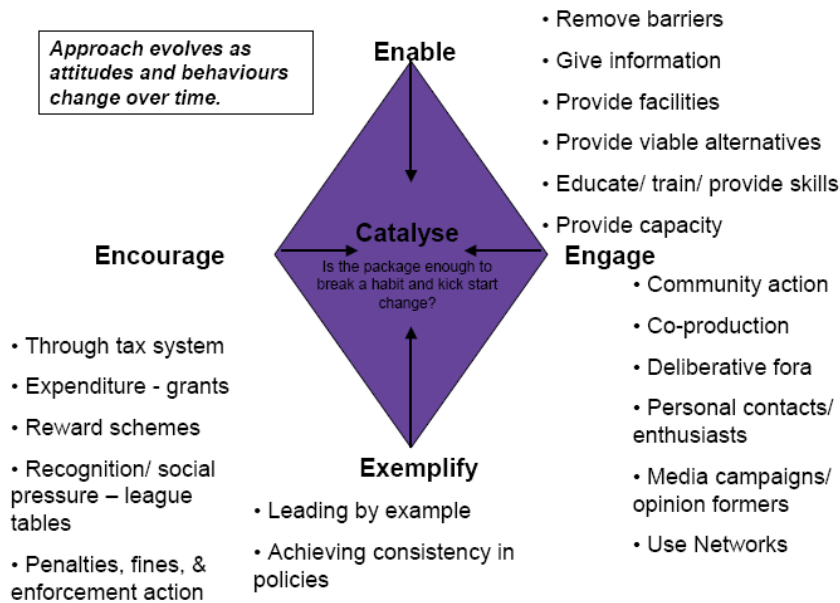 Approach evolves as
attitudes and behaviours
change over time.
Enable
• Remove barriers
• Give information
• Provide facilities
• Provide viable alternatives
• Educate/ train/ provide skills
• Provide capacity
Catalyse
Is the package enough to
break a habit and kick start
change?
Encourage
• Through tax system
• Expenditure - grants
• Reward schemes
• Recognition/ social
pressure – league
tables
• Penalties, fines, &
enforcement action
Engage
• Community action
• Co-production
• Deliberative fora
• Personal contacts/
enthusiasts
• Media campaigns/
opinion formers
• Use Networks
Exemplify
• Leading by example
• Achieving consistency in
policies